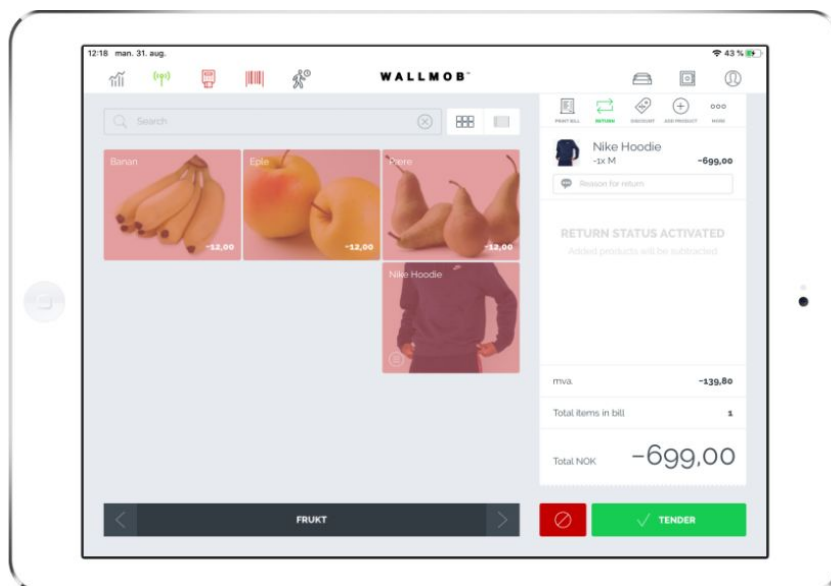 12:18 man. 31. aug.
43 %
WALLMOB
Search
PRINT BILL RETURN DISCOUNT ADD PRODUCT MORE
Nike Hoodie
-1x M -699,00
Reason for return
Banan
Eple
Pære
-12,00
-12,00
-12,00
Nike Hoodie
RETURN STATUS ACTIVATED
Added products will be subtracted
mva. -139,80
Total items in bill 1
Total NOK -699,00
FRUKT
TENDER